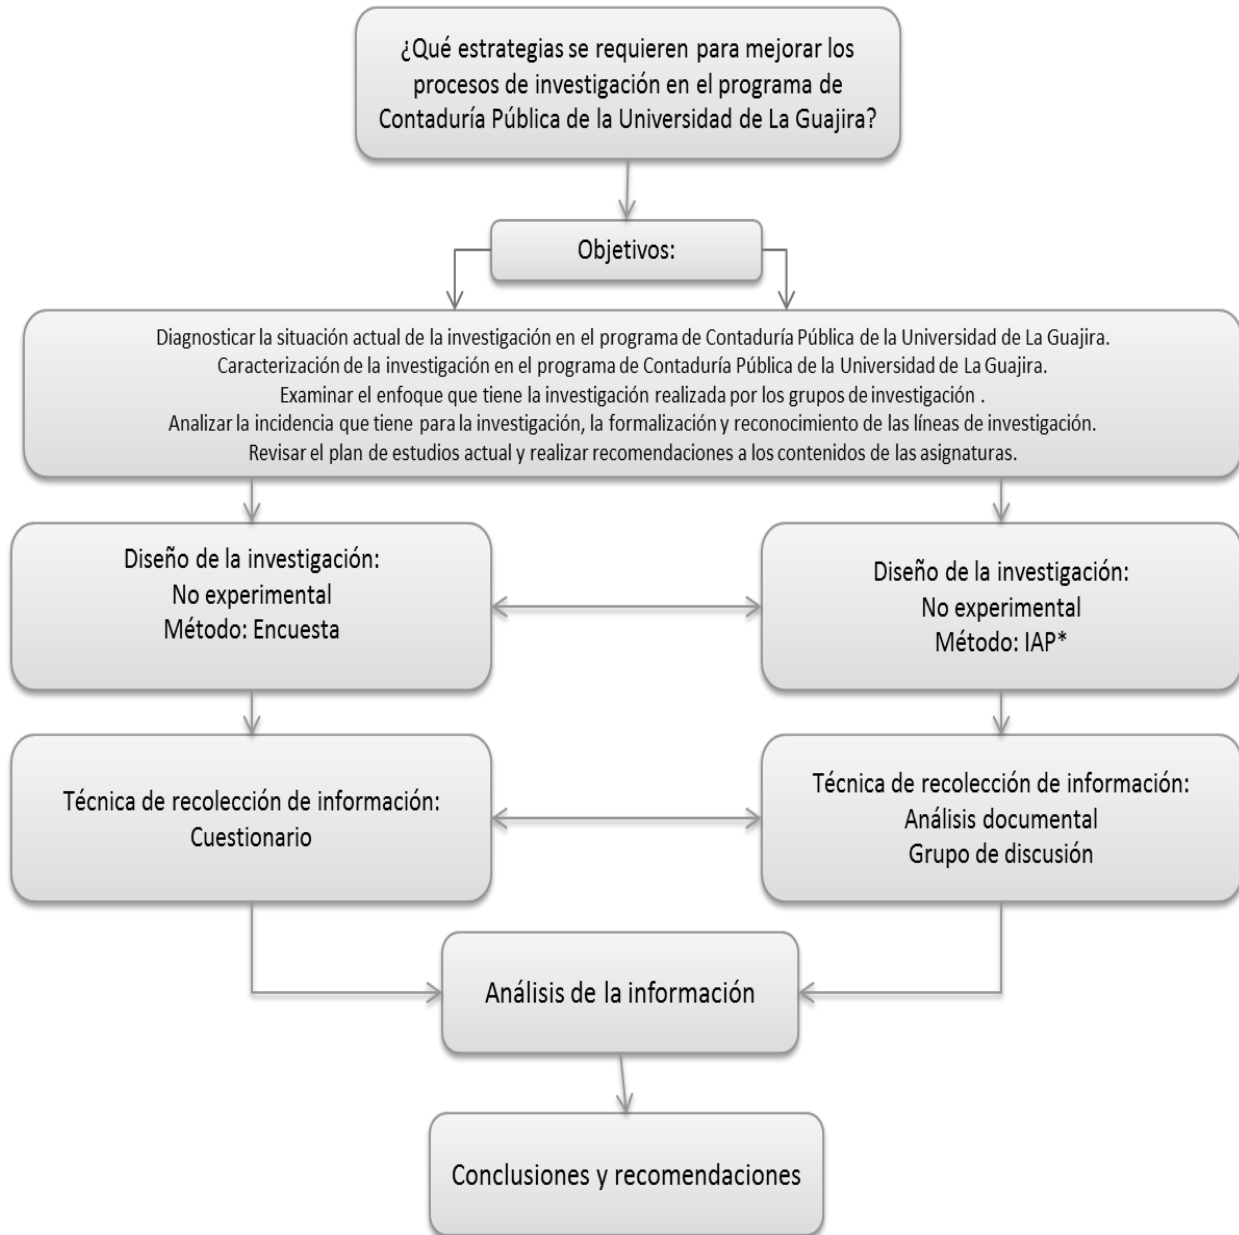 ¿Qué estrategias se requieren para mejorar los
procesos de investigación en el programa de
Contaduría Pública de la Universidad de La Guajira?
Objetivos:
Diagnosticar la situación actual de la investigación en el programa de Contaduría Pública de la Universidad de La Guajira.
Caracterización de la investigación en el programa de Contaduría Pública de la Universidad de La Guajira.
Examinar el enfoque que tiene la investigación realizada por los grupos de investigación .
Analizar la incidencia que tiene para la investigación, la formalización y reconocimiento de las líneas de investigación.
Revisar el plan de estudios actual y realizar recomendaciones a los contenidos de las asignaturas.
Diseño de la investigación:
No experimental
Método: Encuesta
Diseño de la investigación:
No experimental
Método: IAP*
Técnica de recolección de información:
Cuestionario
Técnica de recolección de información:
Análisis documental
Grupo de discusión
Análisis de la información
Conclusiones y recomendaciones